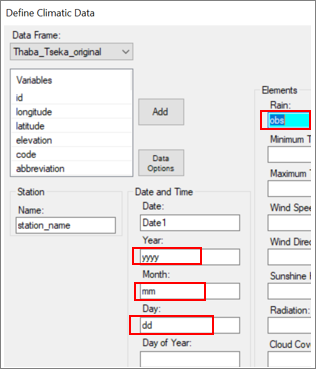 Define Climatic Data
Data Frame:
Thaba_Tseka_original
Variables
id
longitude
latitude
elevation
code
abbreviation
Add
Data
Options
Station
Name:
station_name
Date and Time
Date:
Date1
Year:
yyyy
Month:
mm
Day:
dd
Day of Year:
Elements
Rain:
obs
Minimum T
Maximum T
Wind Spee
Wind Direc
Sunshine H
Radiation:
Cloud Cov